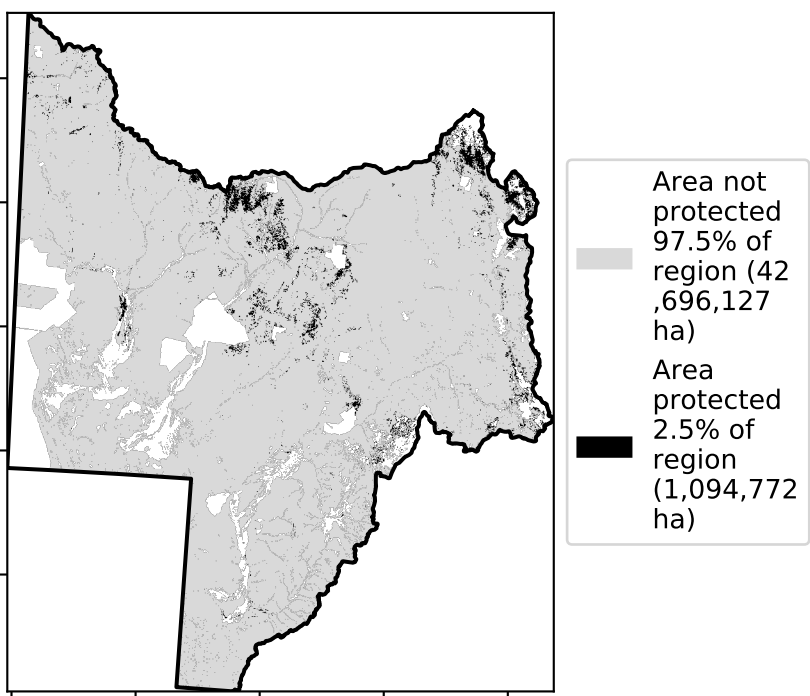 Area not
protected
97.5% of
region (42
,696,127
ha)
Area
protected
2.5% of
region
(1,094,772
ha)